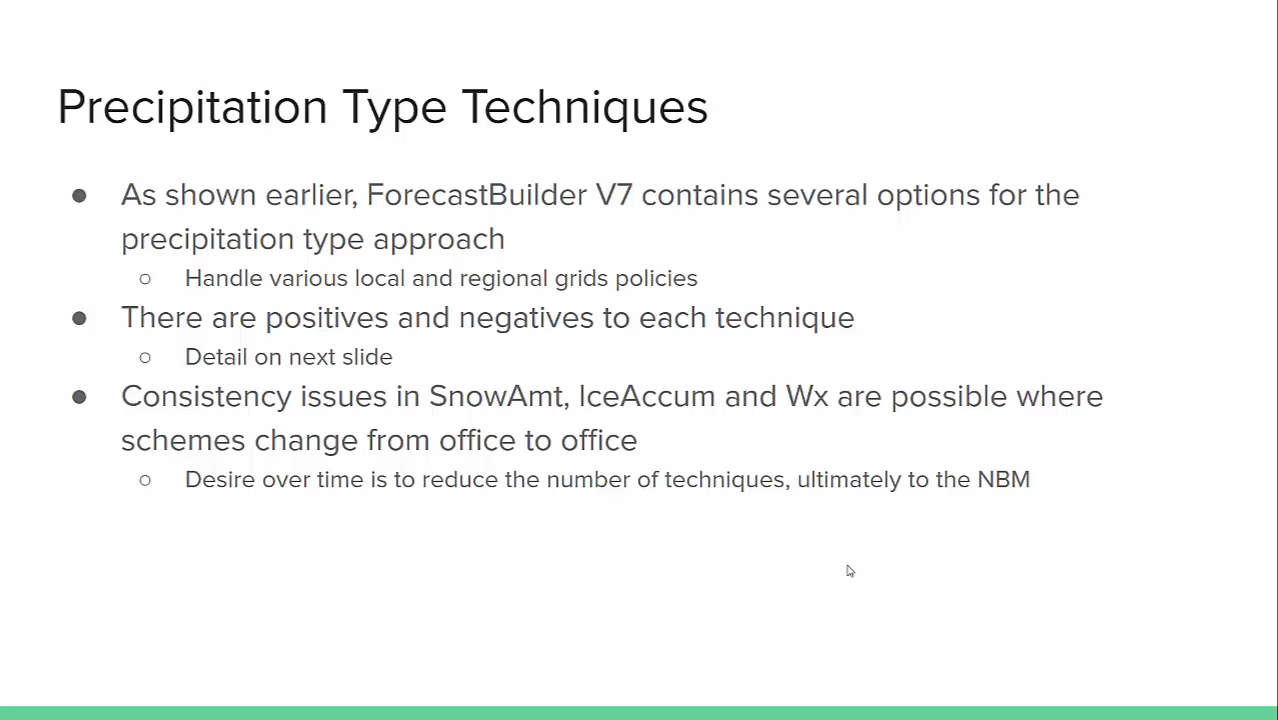 Precipitation Type Techniques
● As shown earlier, ForecastBuilder V7 contains several options for the
precipitation type approach
○ Handle various local and regional grids policies
● There are positives and negatives to each technique
○ Detail on next slide
● Consistency issues in SnowAmt, IceAccum and Wx are possible where
schemes change from office to office
○ Desire over time is to reduce the number of techniques, ultimately to the NBM